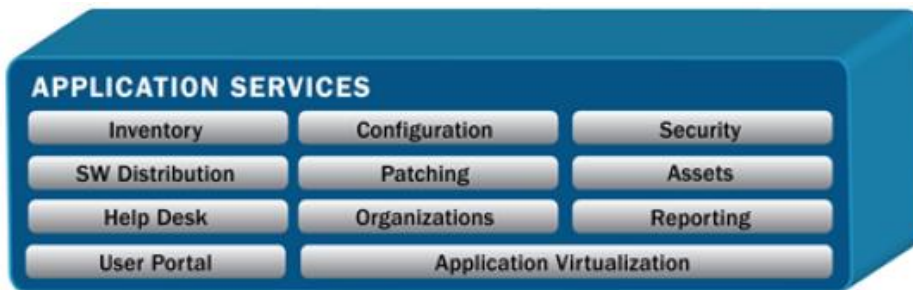 APPLICATION SERVICES
Inventory Configuration Security
SW Distribution Patching Assets
Help Desk Organizations Reporting
User Portal Application Virtualization